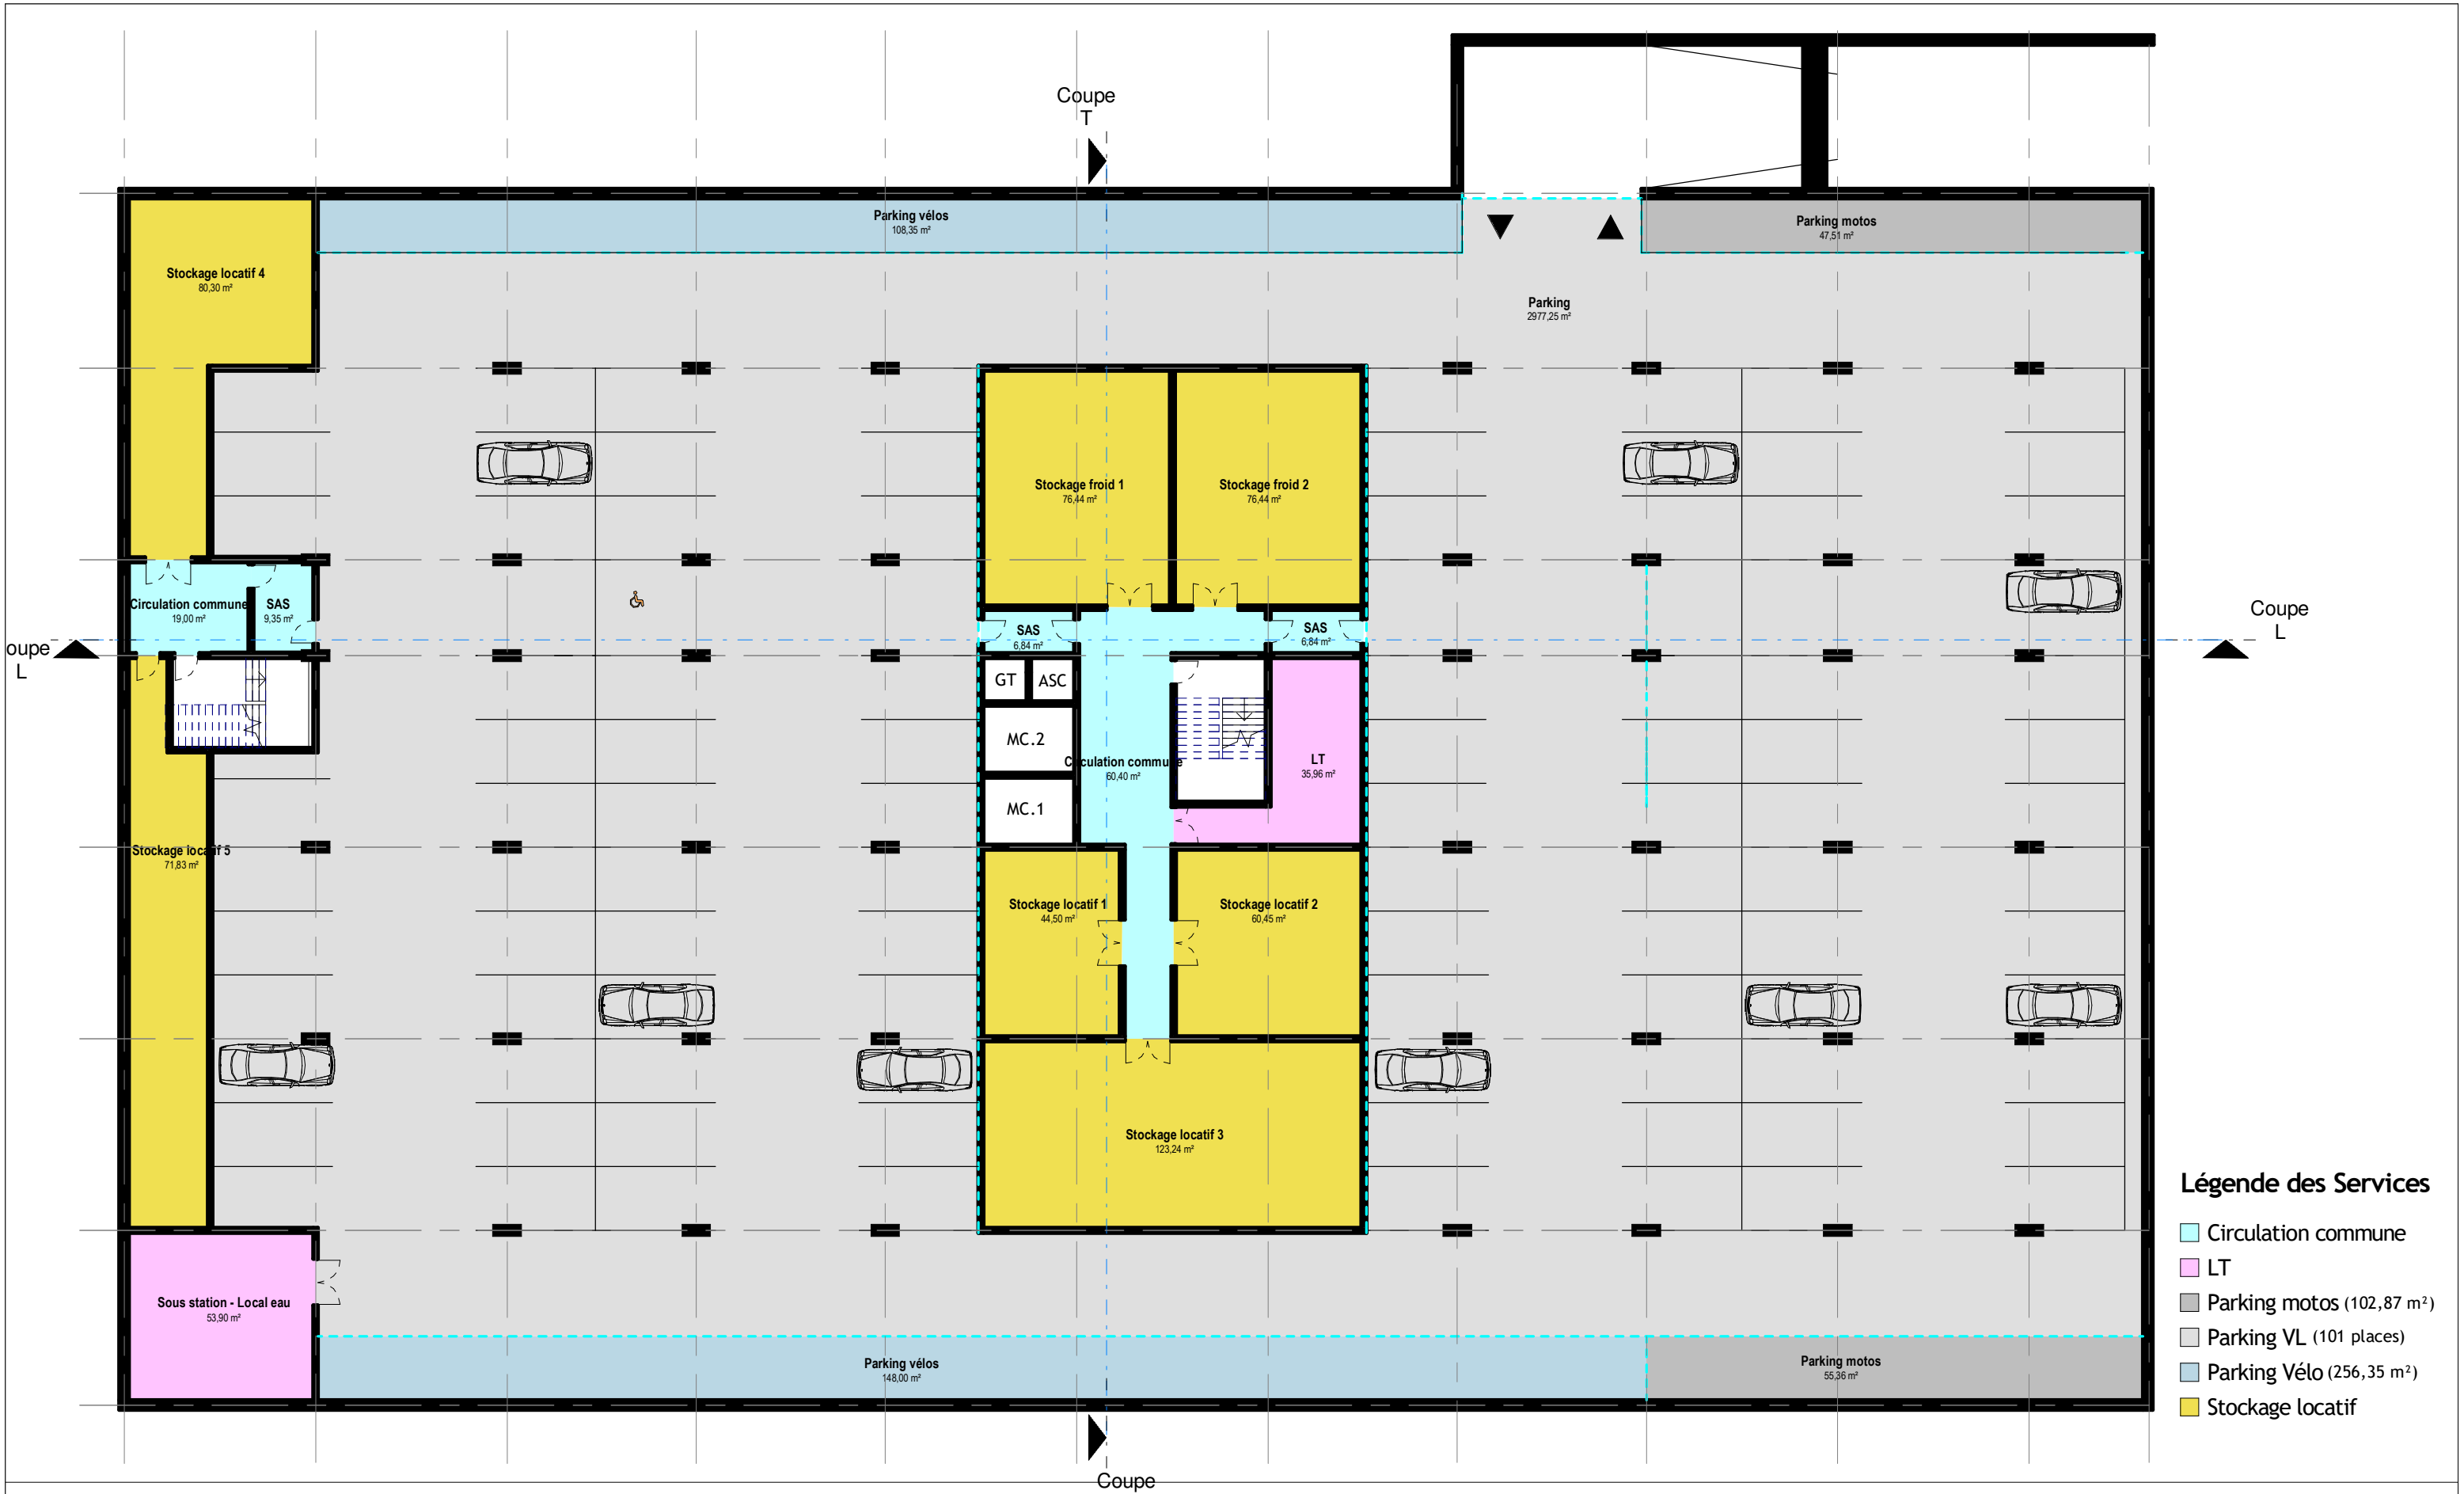 Coupe
T
Parking vélos
108,35 m²
Parking motos
47,51 m²
Stockage locatif 4
80,30 m²
Parking
2977,25 m²
Stockage froid 1
76,44 m²
Stockage froid 2
76,44 m²
Circulation commune
19,00 m²
SAS
9,35 m²
SAS
6,84 m²
SAS
6,84 m²
Coupe
L
oupe
L
GT
ASC
MC.2
Circulation commune
60,40 m²
LT
35,96 m²
MC.1
Stockage locatif 5
71,83 m²
Stockage locatif 1
44,50 m²
Stockage locatif 2
60,45 m²
Stockage locatif 3
123,24 m²
Sous station - Local eau
53,90 m²
Parking vélos
148,00 m²
Parking motos
55,36 m²
Coupe
Légende des Services
Circulation commune
LT
Parking motos (102,87 m²)
Parking VL (101 places)
Parking Vélo (256,35 m²)
Stockage locatif